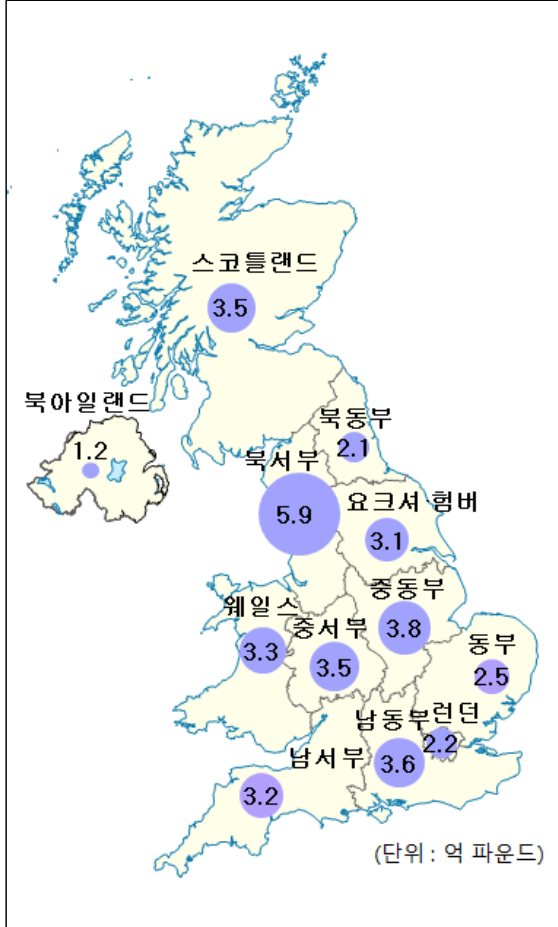 스코틀랜드
3.5
북아일랜드
1.2
북동부
2.1
북서부
5.9
요크셔 험버
3.1
웨일스
3.3
중서부
3.5
중동부
3.8
동부
2.5
런던
2.2
남동부
3.6
남서부
3.2
(단위 : 억 파운드)